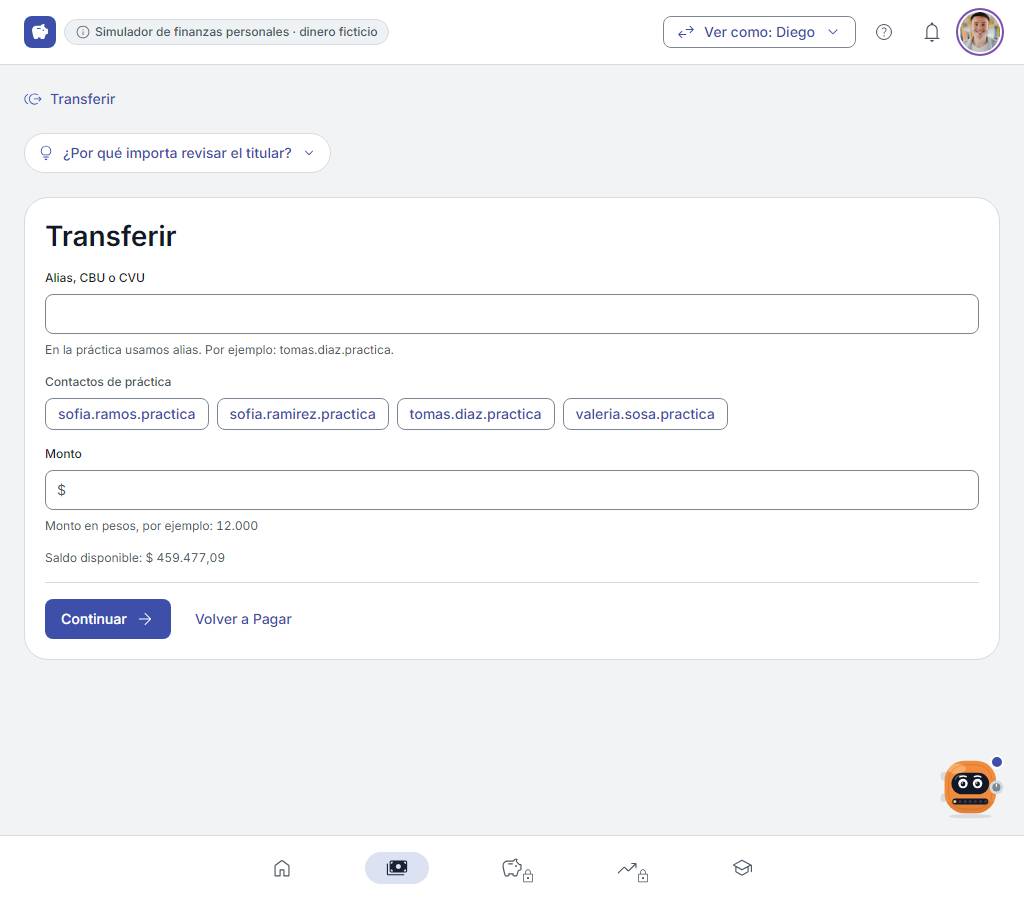 Simulador de finanzas personales · dinero ficticio
Ver como: Diego
Transferir
¿Por qué importa revisar el titular?
Transferir
Alias, CBU o CVU
En la práctica usamos alias. Por ejemplo: tomas.diaz.practica.
Contactos de práctica
sofia.ramos.practica
sofia.ramirez.practica
tomas.diaz.practica
valeria.sosa.practica
Monto
$
Monto en pesos, por ejemplo: 12.000
Saldo disponible: $ 459.477,09
Continuar
Volver a Pagar